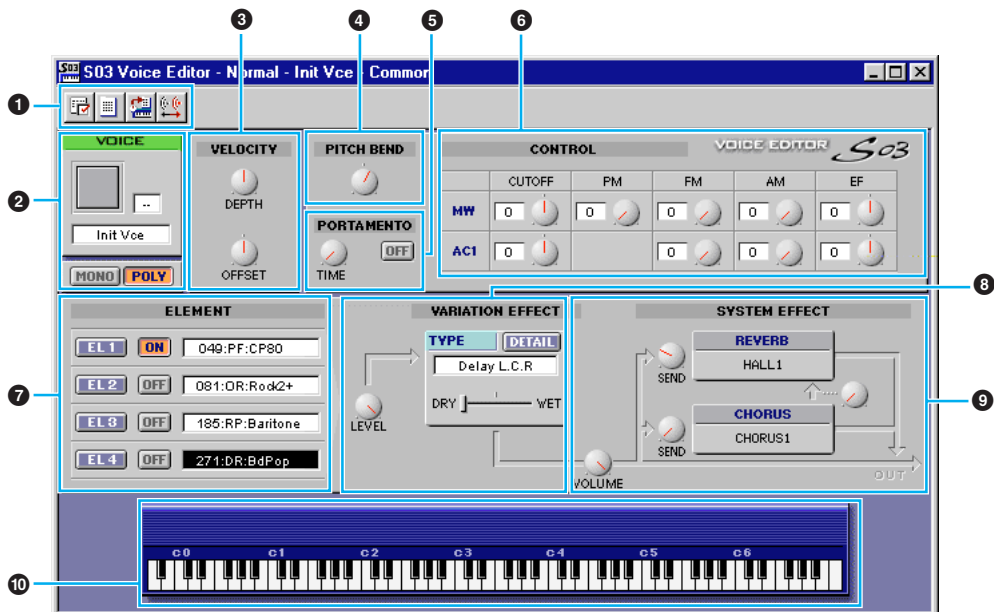 3 4 5 6
S03 S03 Voice Editor - Normal - Init Vce - Common
1
VOICE
2
--
Init Vce
MONO POLY
VELOCITY
DEPTH
OFFSET
PITCH BEND
PORTAMENTO
OFF
TIME
CONTROL
VOICE EDITOR S03
CUTOFF PM FM AM EF
MW 0 0 0 0 0
AC1 0 0 0 0
8
7
ELEMENT
EL 1 ON 049:PF:CP80
EL 2 OFF 081:OR:Rock2+
EL 3 OFF 185:RP:Baritone
EL 4 OFF 271:DR:BdPop
VARIATION EFFECT
TYPE DETAIL
Delay L.C.R
DRY WET
LEVEL
VOLUME
SYSTEM EFFECT
REVERB
HALL1
SEND
CHORUS
CHORUS1
SEND
OUT
9
10
C0 C1 C2 C3 C4 C5 C6